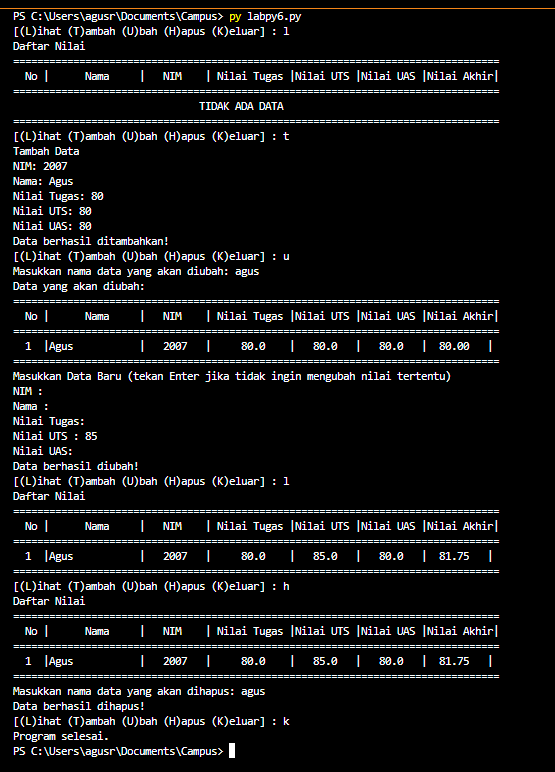 PS C:\Users\agusr\Documents\Campus> py labpy6.py
[(L)ihat (T)ambah (U)bah (H)apus (K)eluar] : l
Daftar Nilai
==================================================================================
No | Nama | NIM | Nilai Tugas |Nilai UTS |Nilai UAS |Nilai Akhir|
==================================================================================
TIDAK ADA DATA
==================================================================================
[(L)ihat (T)ambah (U)bah (H)apus (K)eluar] : t
Tambah Data
NIM: 2007
Nama: Agus
Nilai Tugas: 80
Nilai UTS: 80
Nilai UAS: 80
Data berhasil ditambahkan!
[(L)ihat (T)ambah (U)bah (H)apus (K)eluar] : u
Masukkan nama data yang akan diubah: agus
Data yang akan diubah:
==================================================================================
No | Nama | NIM | Nilai Tugas |Nilai UTS |Nilai UAS |Nilai Akhir|
==================================================================================
1 |Agus | 2007 | 80.0 | 80.0 | 80.0 | 80.00 |
==================================================================================
Masukkan Data Baru (tekan Enter jika tidak ingin mengubah nilai tertentu)
NIM :
Nama :
Nilai Tugas:
Nilai UTS : 85
Nilai UAS:
Data berhasil diubah!
[(L)ihat (T)ambah (U)bah (H)apus (K)eluar] : l
Daftar Nilai
==================================================================================
No | Nama | NIM | Nilai Tugas |Nilai UTS |Nilai UAS |Nilai Akhir|
==================================================================================
1 |Agus | 2007 | 80.0 | 85.0 | 80.0 | 81.75 |
==================================================================================
[(L)ihat (T)ambah (U)bah (H)apus (K)eluar] : h
Daftar Nilai
==================================================================================
No | Nama | NIM | Nilai Tugas |Nilai UTS |Nilai UAS |Nilai Akhir|
==================================================================================
1 |Agus | 2007 | 80.0 | 85.0 | 80.0 | 81.75 |
==================================================================================
Masukkan nama data yang akan dihapus: agus
Data berhasil dihapus!
[(L)ihat (T)ambah (U)bah (H)apus (K)eluar] : k
Program selesai.
PS C:\Users\agusr\Documents\Campus>